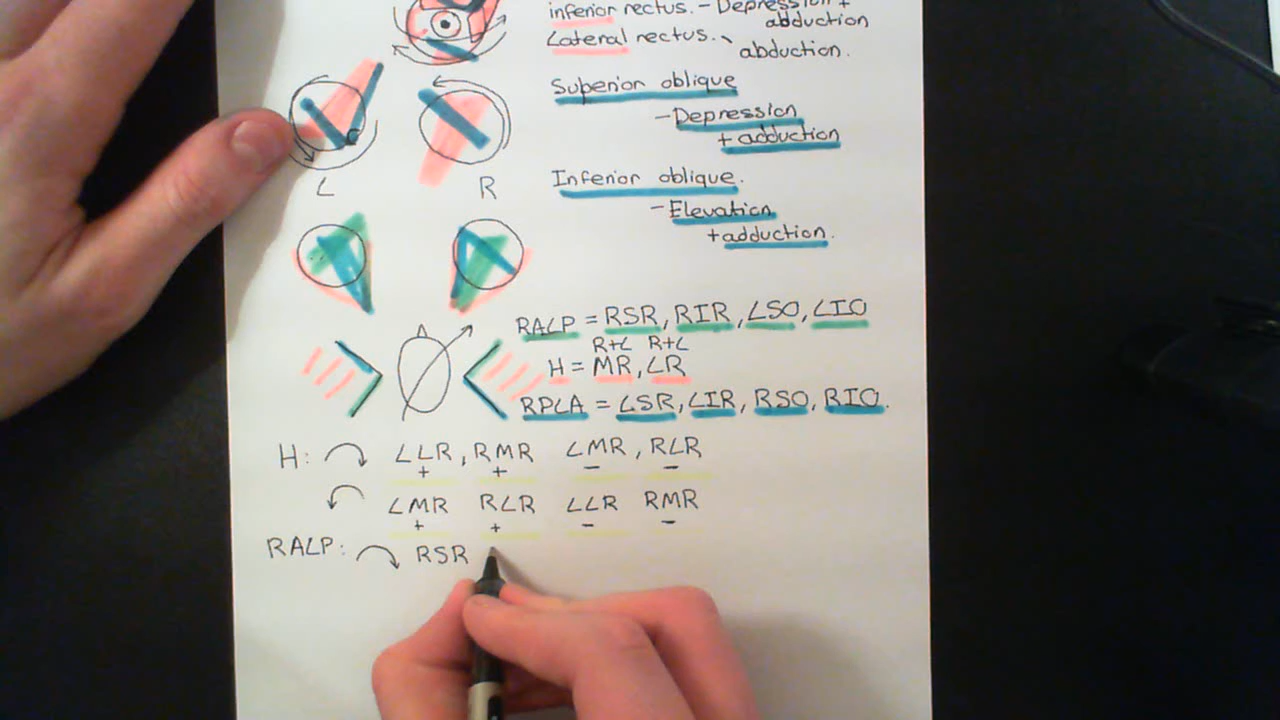 inferior rectus. - Depression +
abduction
Lateral rectus.
abduction.
Superior oblique
- Depression
+ adduction
L R
Inferior oblique.
- Elevation
+ adduction.
RALP = RSR, RIR, LSO, LIO
R+L R+L
H = MR, LR
RPLA = LSR, LIR, RSO, RIO.
H: LLR, RMR LMR, RLR
+ + - -
LMR RLR LLR RMR
+ + - -
RALP: RSR